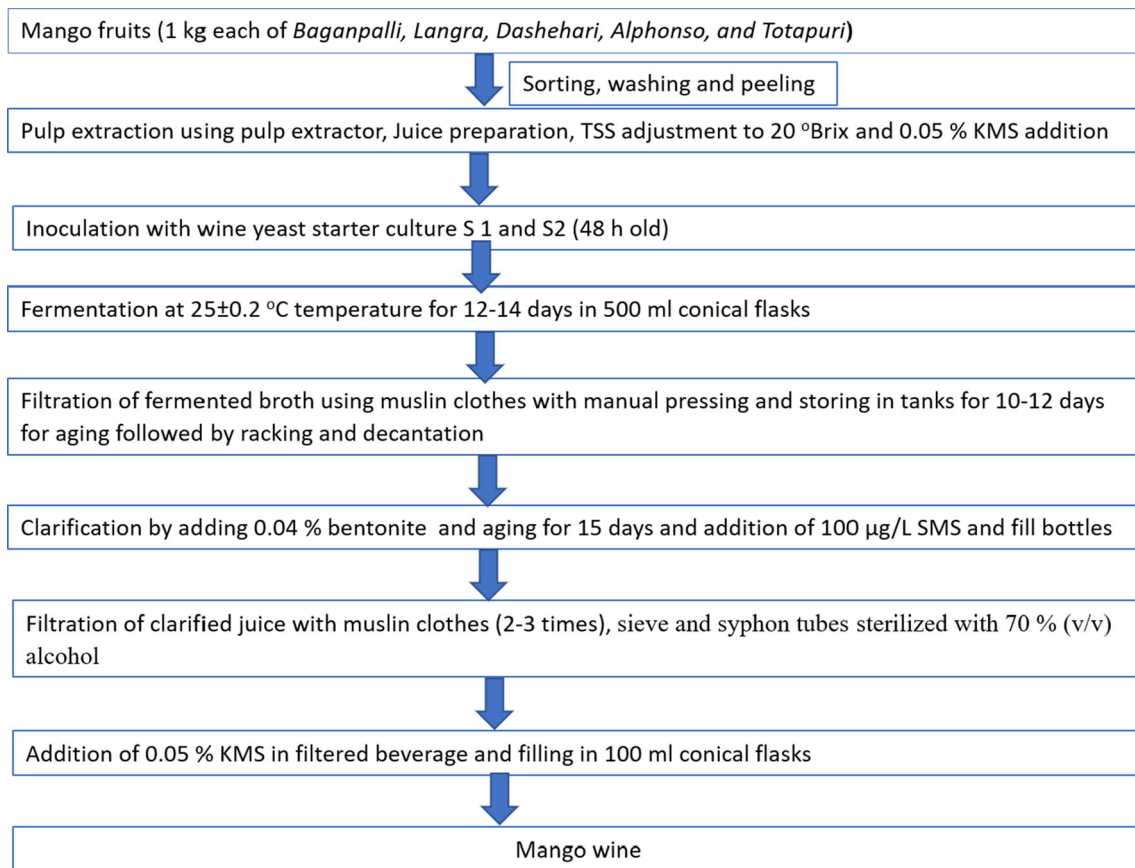 Mango fruits (1 kg each of Baganpalli, Langra, Dashehari, Alphonso, and Totapuri)
Sorting, washing and peeling
Pulp extraction using pulp extractor, Juice preparation, TSS adjustment to 20 °Brix and 0.05 % KMS addition
Inoculation with wine yeast starter culture S 1 and S2 (48 h old)
Fermentation at 25±0.2 °C temperature for 12-14 days in 500 ml conical flasks
Filtration of fermented broth using muslin clothes with manual pressing and storing in tanks for 10-12 days
for aging followed by racking and decantation
Clarification by adding 0.04 % bentonite and aging for 15 days and addition of 100 µg/L SMS and fill bottles
Filtration of clarified juice with muslin clothes (2-3 times), sieve and syphon tubes sterilized with 70 % (v/v)
alcohol
Addition of 0.05 % KMS in filtered beverage and filling in 100 ml conical flasks
Mango wine